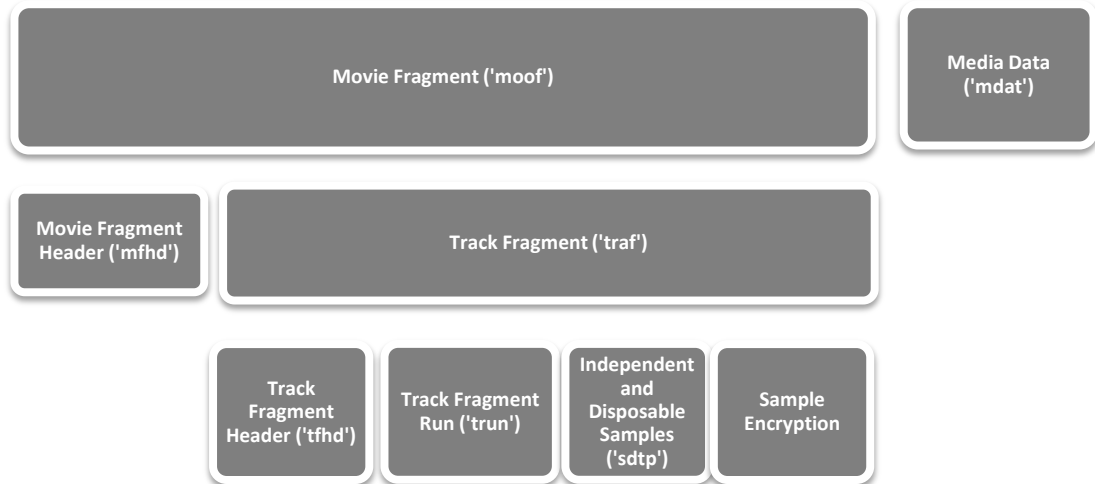 Movie Fragment ('moof')
Media Data
('mdat')
Movie Fragment
Header ('mfhd')
Track Fragment ('traf')
Track
Fragment
Header ('tfhd')
Track Fragment
Run ('trun')
Independent
and
Disposable
Samples
('sdtp')
Sample
Encryption